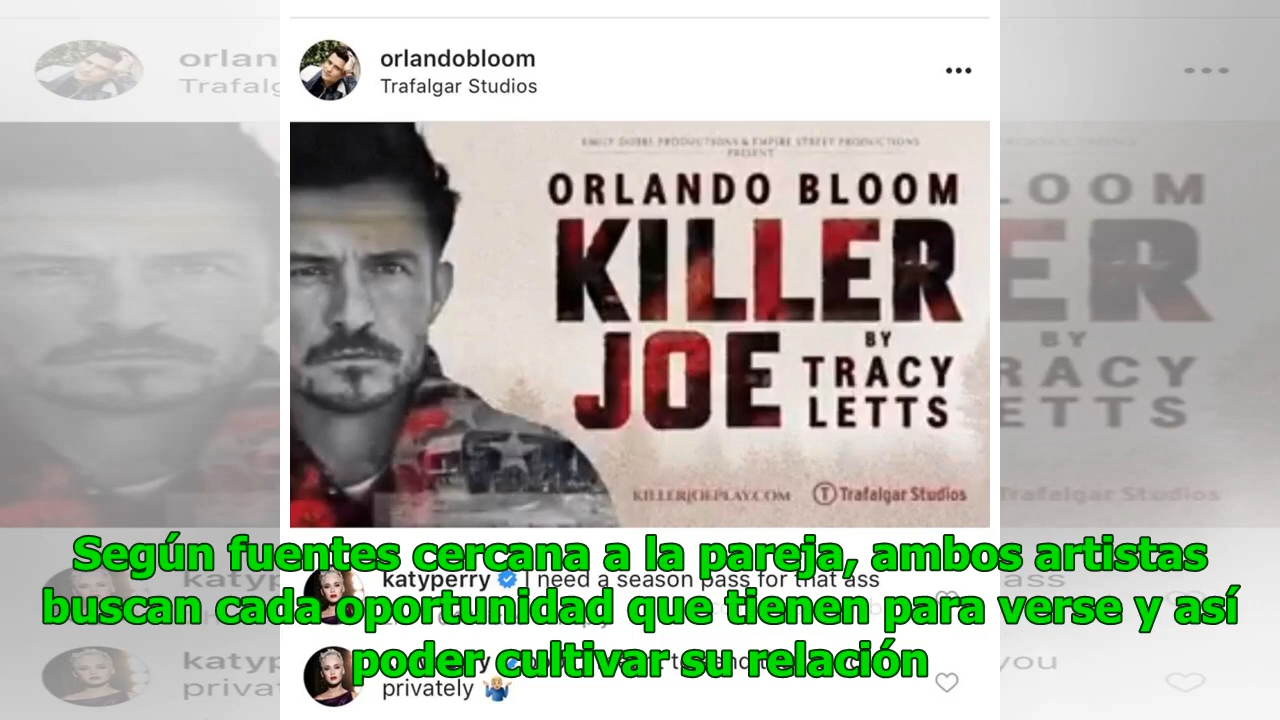 orlandobloom
Trafalgar Studios
EMILY DOBBS PRODUCTIONS & EMPIRE STREET PRODUCTIONS
PRESENT
ORLANDO BLOOM
KILLER
JOE
BY
TRACY
LETTS
KILLERJOEPLAY.COM
Trafalgar Studios
katyperry I need a season pass for that ass
privately 🤷
Según fuentes cercana a la pareja, ambos artistas
buscan cada oportunidad que tienen para verse y así
poder cultivar su relación